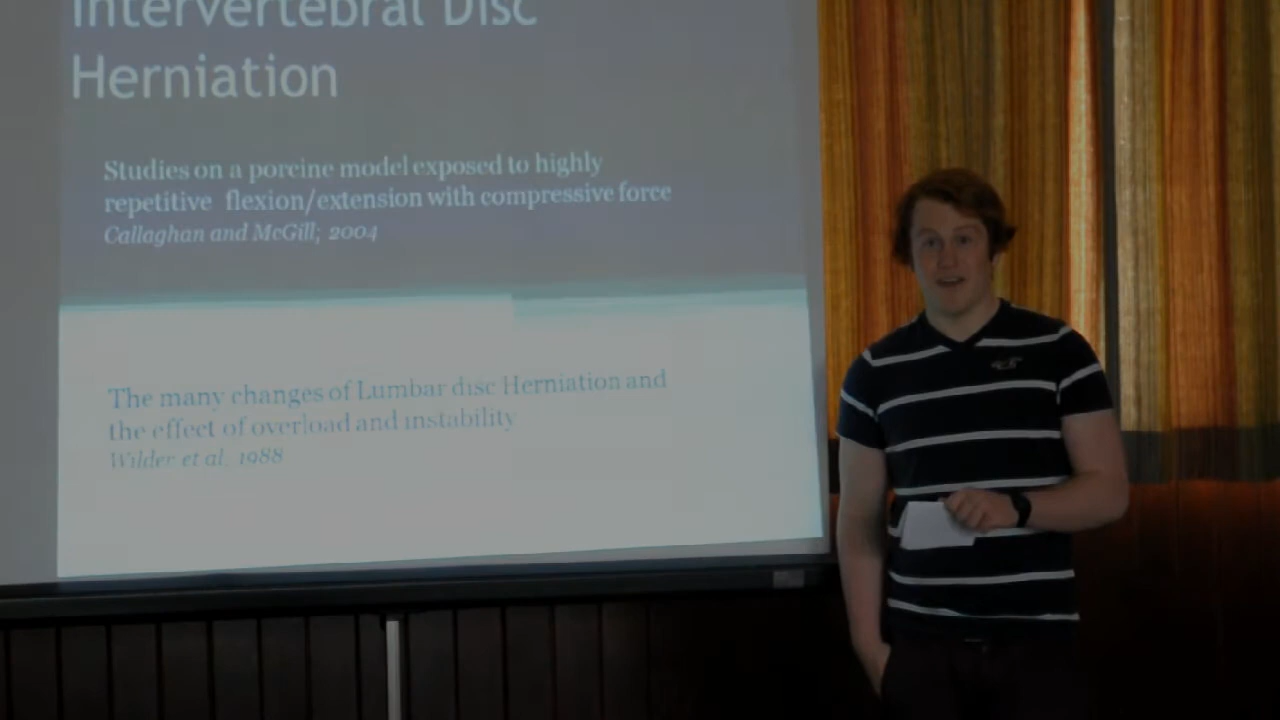 Intervertebral Disc
Herniation
Studies on a porcine model exposed to highly
repetitive flexion/extension with compressive force
Callaghan and McGill; 2004
The many changes of Lumbar disc Herniation and
the effect of overload and instability
Wilder et al. 1988